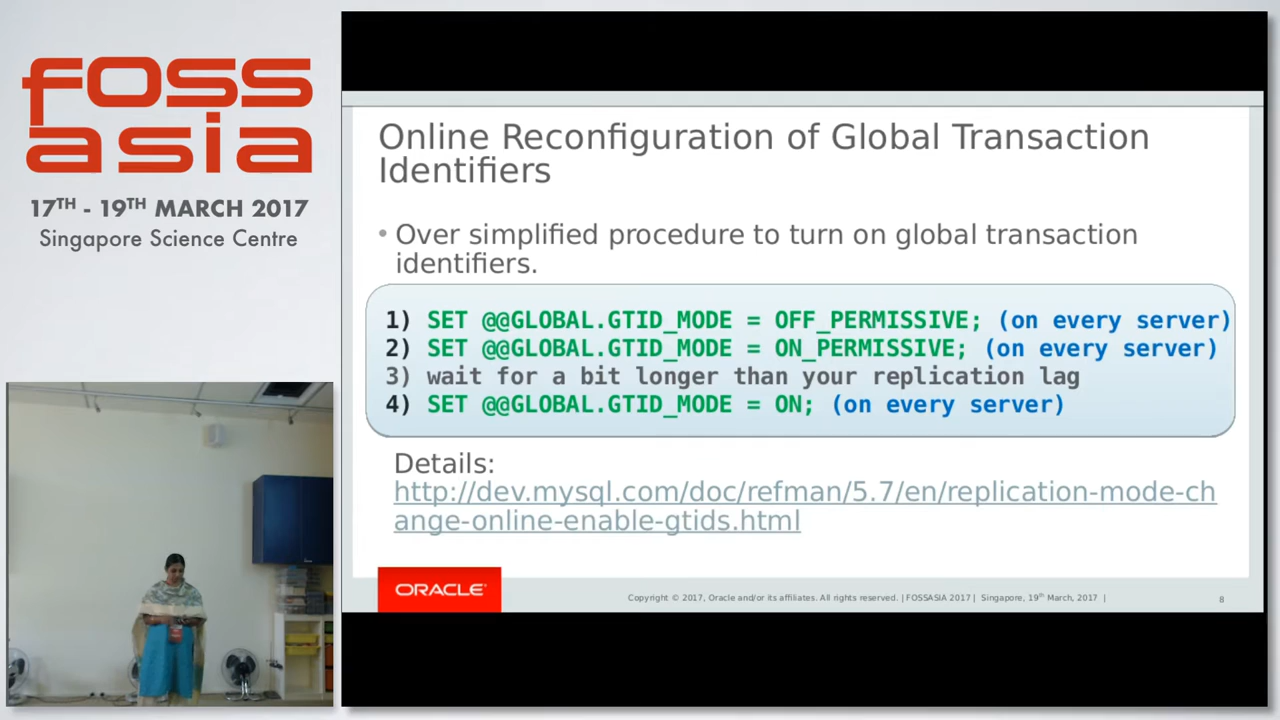 foss
asia
17TH - 19TH MARCH 2017
Singapore Science Centre
Online Reconfiguration of Global Transaction
Identifiers
• Over simplified procedure to turn on global transaction
identifiers.
1) SET @@GLOBAL.GTID_MODE = OFF_PERMISSIVE; (on every server)
2) SET @@GLOBAL.GTID_MODE = ON_PERMISSIVE; (on every server)
3) wait for a bit longer than your replication lag
4) SET @@GLOBAL.GTID_MODE = ON; (on every server)
Details:
http://dev.mysql.com/doc/refman/5.7/en/replication-mode-ch
ange-online-enable-gtids.html
ORACLE
Copyright © 2017, Oracle and/or its affiliates. All rights reserved. | FOSSASIA 2017 | Singapore, 19th March, 2017 |
8